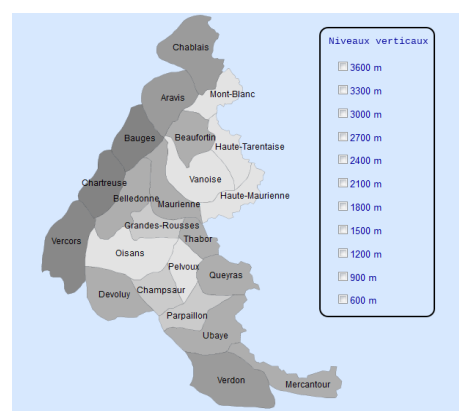 Chablais
Aravis
Mont-Blanc
Bauges
Beaufortin
Haute-Tarentaise
Vanoise
Chartreuse
Belledonne
Maurienne
Haute-Maurienne
Grandes-Rousses
Vercors
Thabor
Oisans
Pelvoux
Queyras
Devoluy
Champsaur
Parpaillon
Ubaye
Verdon
Mercantour
Niveaux verticaux
3600 m
3300 m
3000 m
2700 m
2400 m
2100 m
1800 m
1500 m
1200 m
900 m
600 m